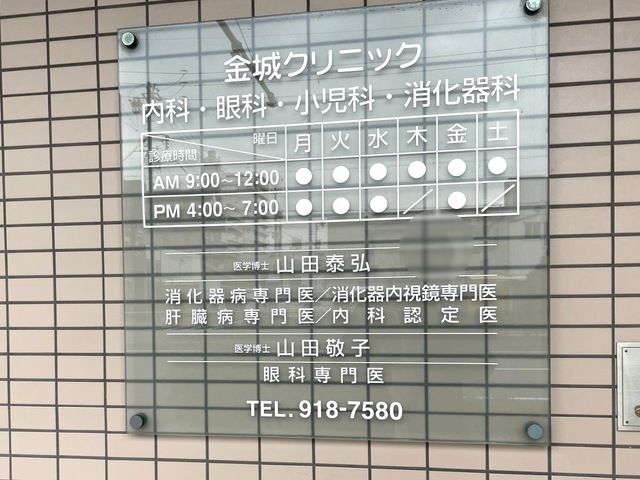 金城クリニック
内科・眼科・小児科・消化器科
診療時間 曜日 月 火 水 木 金 土
AM 9:00〜12:00 ● ● ● ● ● ●
PM 4:00〜 7:00 ● ● ● ／ ● ／
医学博士 山田泰弘
消化器病専門医／消化器内視鏡専門医
肝臓病専門医／内科認定医
医学博士 山田敬子
眼科専門医
TEL. 918-7580